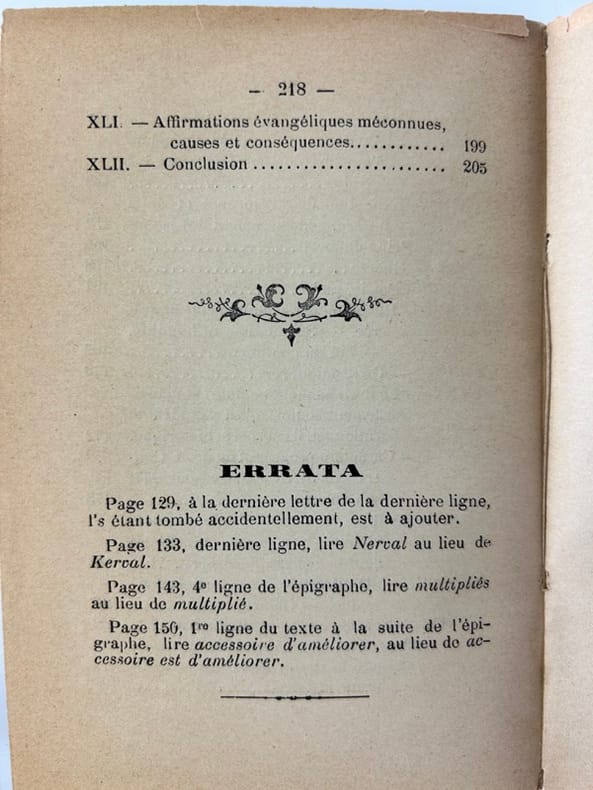 — 218 —
XLI. — Affirmations évangéliques méconnues,
causes et conséquences............ 199
XLII. — Conclusion ........................ 205
ERRATA
Page 129, à la dernière lettre de la dernière ligne,
l's étant tombé accidentellement, est à ajouter.
Page 133, dernière ligne, lire Nerval au lieu de
Kerval.
Page 143, 4e ligne de l'épigraphe, lire multipliés
au lieu de multiplié.
Page 150, 1re ligne du texte à la suite de l'épi-
graphe, lire accessoire d'améliorer, au lieu de ac-
cessoire est d'améliorer.